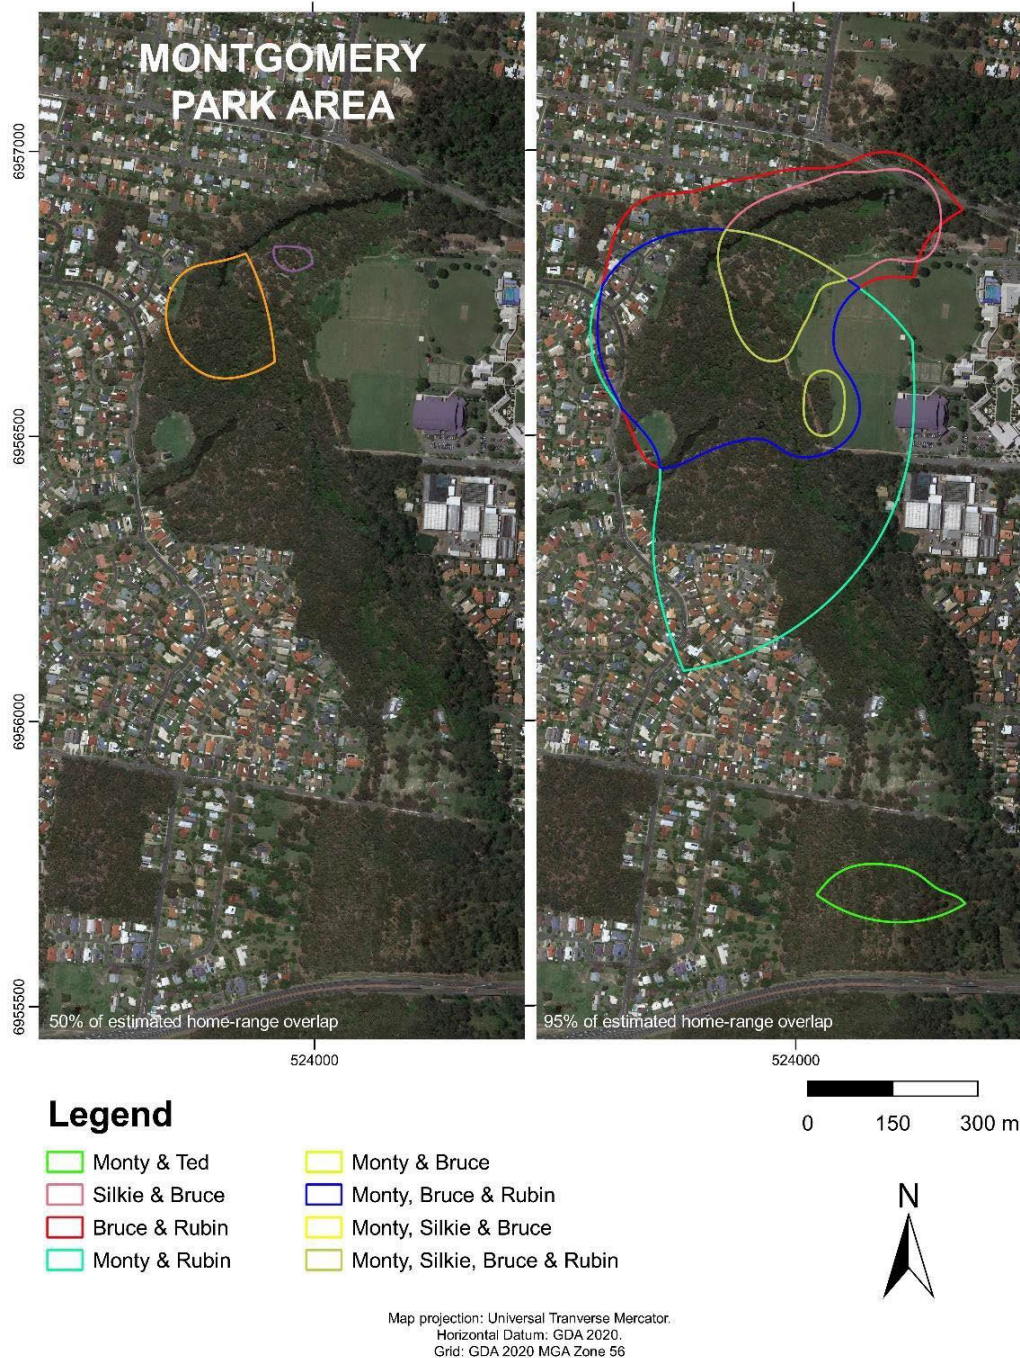 MONTGOMERY
PARK AREA
6957000
6956500
6956000
6955500
50% of estimated home-range overlap
95% of estimated home-range overlap
524000
524000
0 150 300 m
Legend
Monty & Ted
Silkie & Bruce
Bruce & Rubin
Monty & Rubin
Monty & Bruce
Monty, Bruce & Rubin
Monty, Silkie & Bruce
Monty, Silkie, Bruce & Rubin
N
Map projection: Universal Tranverse Mercator.
Horizontal Datum: GDA 2020.
Grid: GDA 2020 MGA Zone 56